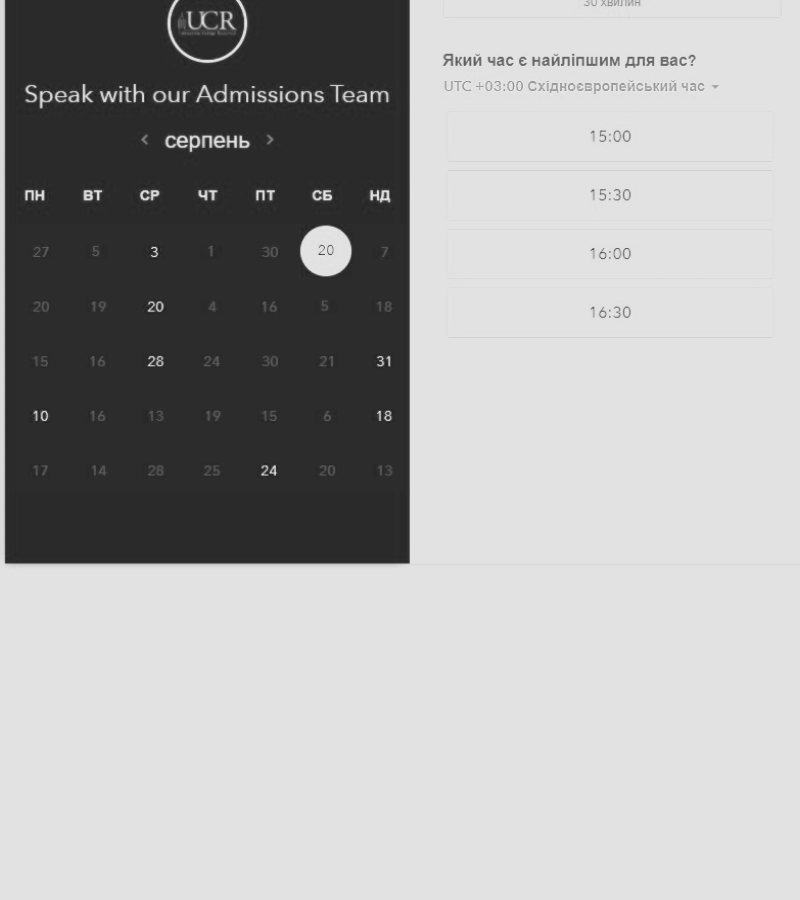 UCR
Speak with our Admissions Team
серпень
ПН ВТ СР ЧТ ПТ СБ НД
27 5 3 1 30 20 7
20 19 20 4 16 5 18
15 16 28 24 30 21 31
10 16 13 19 15 6 18
17 14 28 25 24 20 13
30 хвилин
Який час є найліпшим для вас?
UTC +03:00 Східноєвропейський час
15:00
15:30
16:00
16:30